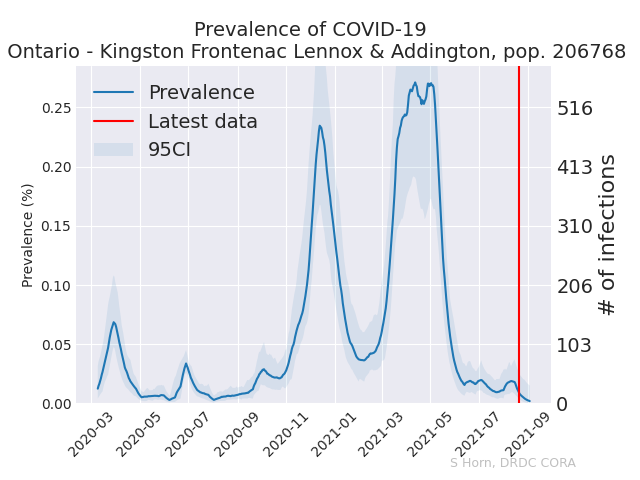 Prevalence of COVID-19
Ontario - Kingston Frontenac Lennox & Addington, pop. 206768
Prevalence
Latest data
95CI
Prevalence (%)
0.25
0.20
0.15
0.10
0.05
0.00
516
413
310
206
103
0
# of infections
2020-03
2020-05
2020-07
2020-09
2020-11
2021-01
2021-03
2021-05
2021-07
2021-09
S Horn, DRDC CORA